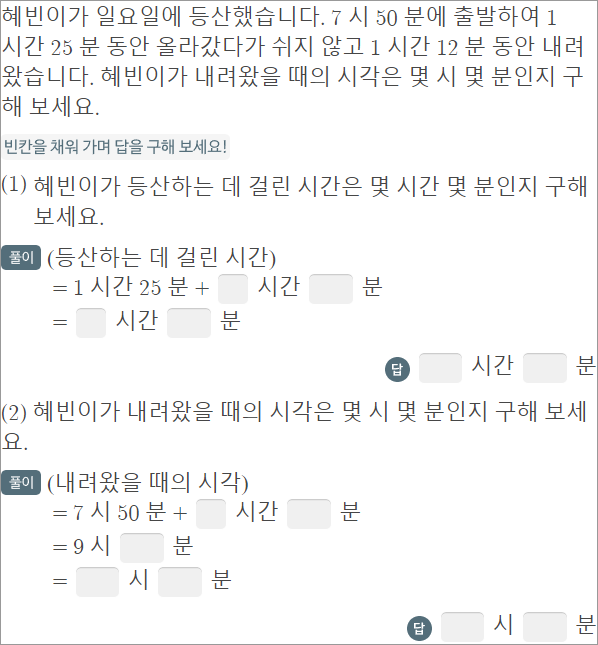 혜빈이가 일요일에 등산했습니다. 7 시 50 분에 출발하여 1
시간 25 분 동안 올라갔다가 쉬지 않고 1 시간 12 분 동안 내려
왔습니다. 혜빈이가 내려왔을 때의 시각은 몇 시 몇 분인지 구
해 보세요.
빈칸을 채워 가며 답을 구해 보세요!
(1) 혜빈이가 등산하는 데 걸린 시간은 몇 시간 몇 분인지 구해
보세요.
풀이 (등산하는 데 걸린 시간)
= 1 시간 25 분 + 시간 분
= 시간 분
답 시간 분
(2) 혜빈이가 내려왔을 때의 시각은 몇 시 몇 분인지 구해 보세
요.
풀이 (내려왔을 때의 시각)
= 7 시 50 분 + 시간 분
= 9 시 분
= 시 분
답 시 분